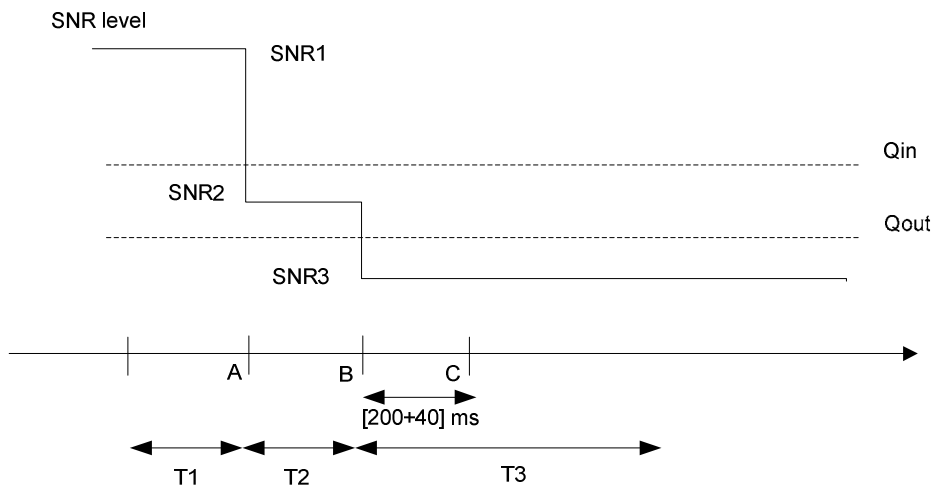 SNR level
SNR1
Qin
SNR2
Qout
SNR3
A
B
C
[200+40] ms
T1
T2
T3